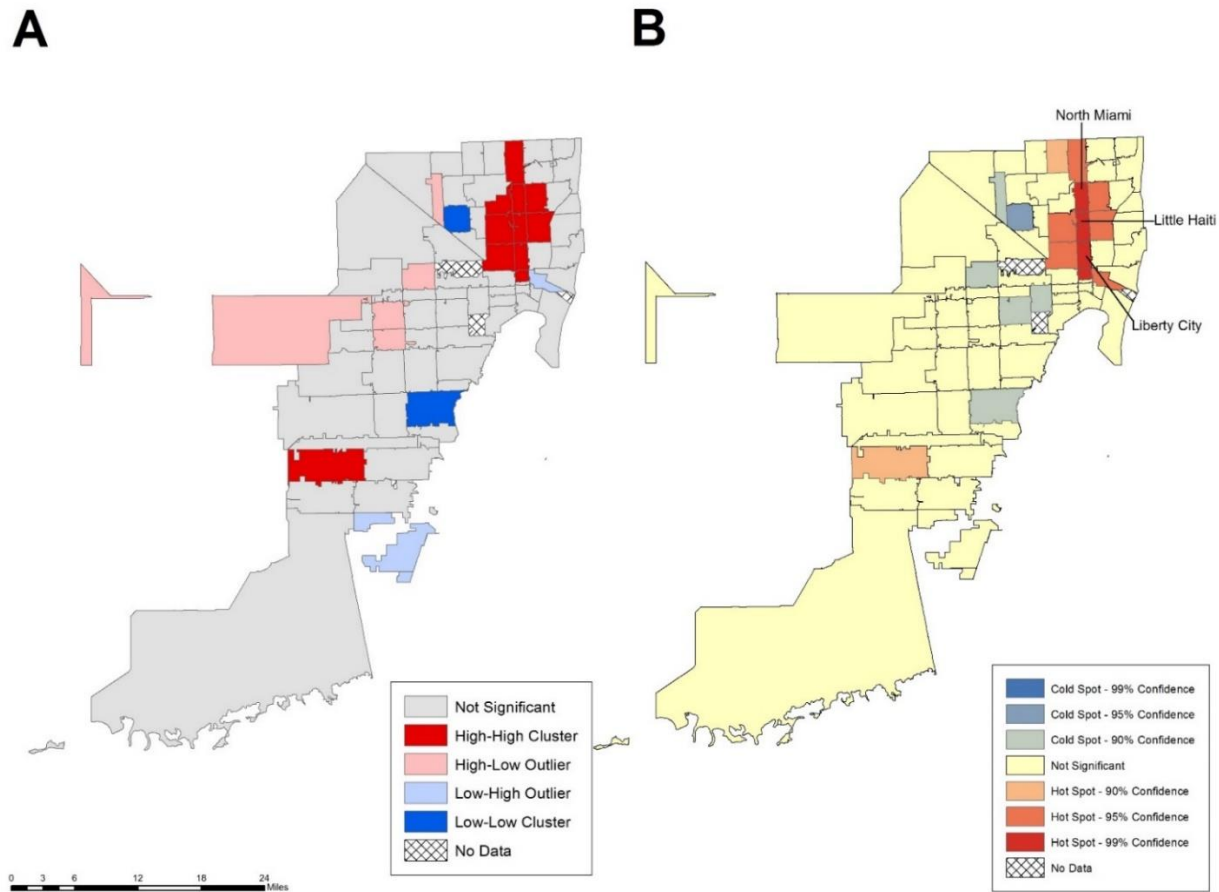 A
B
North Miami
Little Haiti
Liberty City
Not Significant
High-High Cluster
High-Low Outlier
Low-High Outlier
Low-Low Cluster
No Data
Cold Spot - 99% Confidence
Cold Spot - 95% Confidence
Cold Spot - 90% Confidence
Not Significant
Hot Spot - 90% Confidence
Hot Spot - 95% Confidence
Hot Spot - 99% Confidence
No Data
0 3 6 12 18 24
Miles